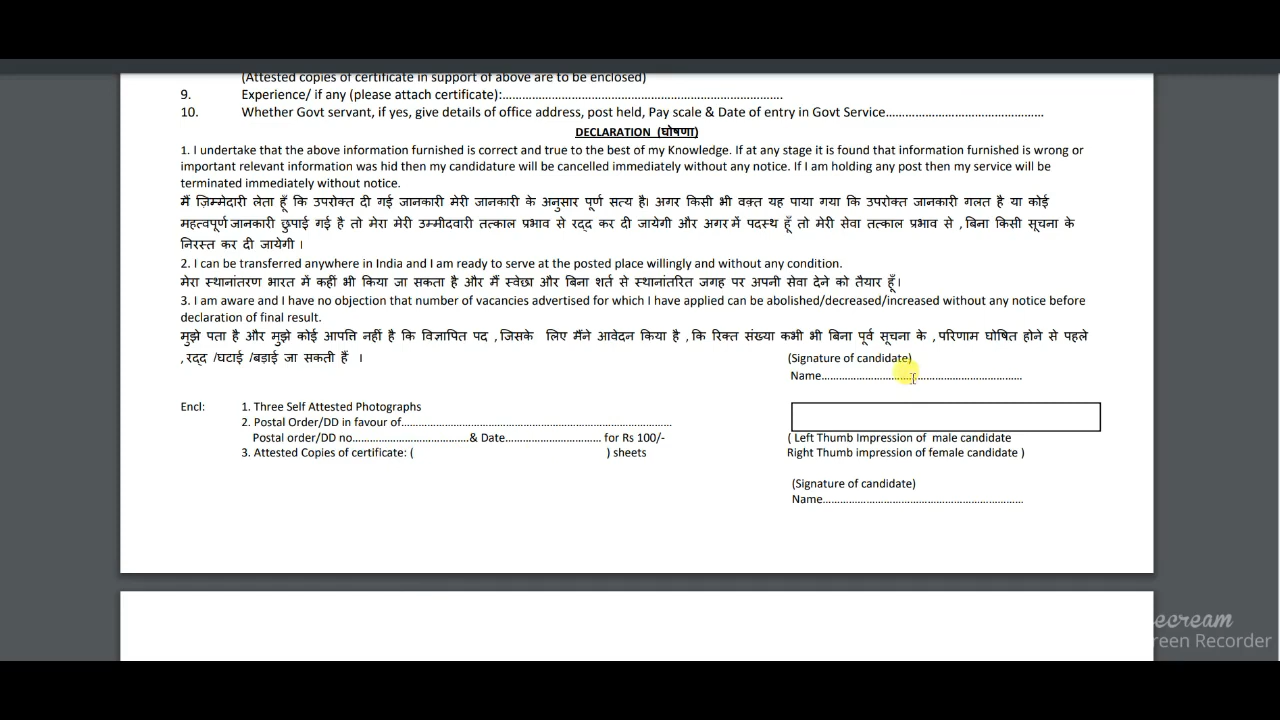 (Attested copies of certificate in support of above are to be enclosed)
9. Experience/ if any (please attach certificate):……………………………………………………………………………….
10. Whether Govt servant, if yes, give details of office address, post held, Pay scale & Date of entry in Govt Service…………………………………………
DECLARATION (घोषणा)
1. I undertake that the above information furnished is correct and true to the best of my Knowledge. If at any stage it is found that information furnished is wrong or
important relevant information was hid then my candidature will be cancelled immediately without any notice. If I am holding any post then my service will be
terminated immediately without notice.
मैं ज़िम्मेदारी लेता हूँ कि उपरोक्त दी गई जानकारी मेरी जानकारी के अनुसार पूर्ण सत्य है। अगर किसी भी वक़्त यह पाया गया कि उपरोक्त जानकारी गलत है या कोई
महत्वपूर्ण जानकारी छुपाई गई है तो मेरा मेरी उम्मीदवारी तत्काल प्रभाव से रद्द कर दी जायेगी और अगर में पदस्थ हूँ तो मेरी सेवा तत्काल प्रभाव से ,बिना किसी सूचना के
निरस्त कर दी जायेगी ।
2. I can be transferred anywhere in India and I am ready to serve at the posted place willingly and without any condition.
मेरा स्थानांतरण भारत में कहीं भी किया जा सकता है और मैं स्वेछा और बिना शर्त से स्थानांतरित जगह पर अपनी सेवा देने को तैयार हूँ।
3. I am aware and I have no objection that number of vacancies advertised for which I have applied can be abolished/decreased/increased without any notice before
declaration of final result.
मुझे पता है और मुझे कोई आपत्ति नहीं है कि विज्ञापित पद ,जिसके लिए मैंने आवेदन किया है ,कि रिक्त संख्या कभी भी बिना पूर्व सूचना के ,परिणाम घोषित होने से पहले
,रद्द /घटाई /बड़ाई जा सकती हैं ।
(Signature of candidate)
Name……………………………………………………
Encl: 1. Three Self Attested Photographs
2. Postal Order/DD in favour of………………………………………………………………………
Postal order/DD no………………………………& Date………………………… for Rs 100/-
3. Attested Copies of certificate: ( ) sheets
( Left Thumb Impression of male candidate
Right Thumb impression of female candidate )
(Signature of candidate)
Name……………………………………………………
ecream
reen Recorder